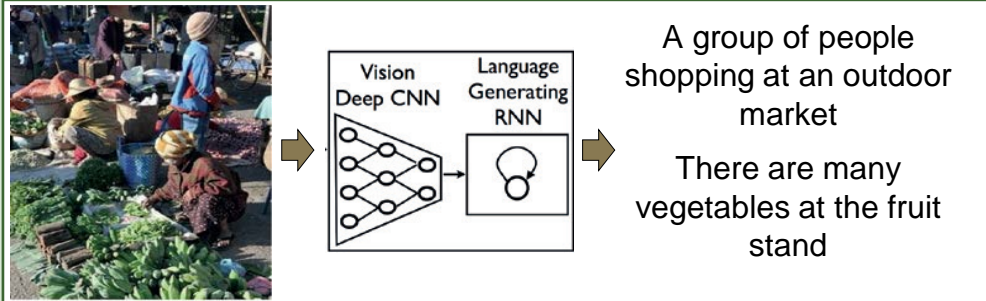 Vision
Deep CNN
Language
Generating
RNN
A group of people
shopping at an outdoor
market
There are many
vegetables at the fruit
stand